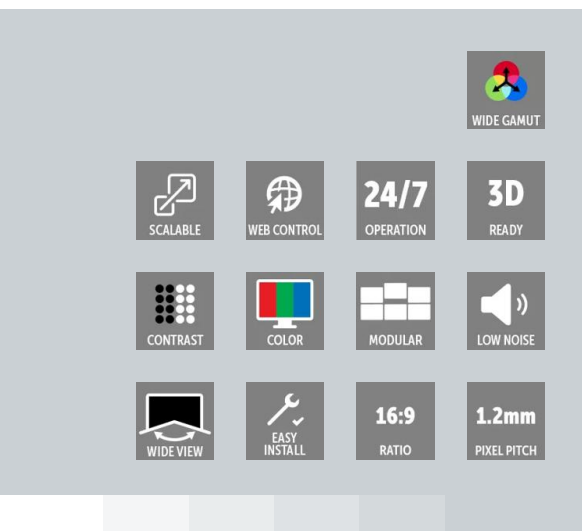 WIDE GAMUT
SCALABLE
WEB CONTROL
24/7
OPERATION
3D
READY
CONTRAST
COLOR
MODULAR
LOW NOISE
WIDE VIEW
EASY
INSTALL
16:9
RATIO
1.2mm
PIXEL PITCH